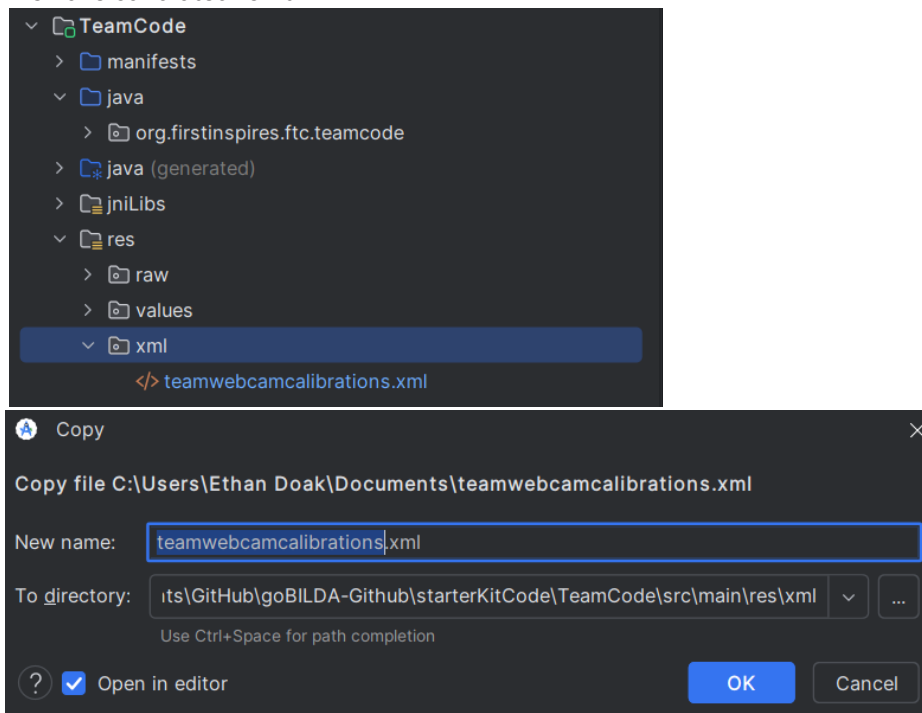 TeamCode
manifests
java
org.firstinspires.ftc.teamcode
java (generated)
jniLibs
res
raw
values
xml
</> teamwebcamcalibrations.xml
Copy
Copy file C:\Users\Ethan Doak\Documents\teamwebcamcalibrations.xml
New name: teamwebcamcalibrations.xml
To directory: ıts\GitHub\goBILDA-Github\starterKitCode\TeamCode\src\main\res\xml ...
Use Ctrl+Space for path completion
? Open in editor OK Cancel